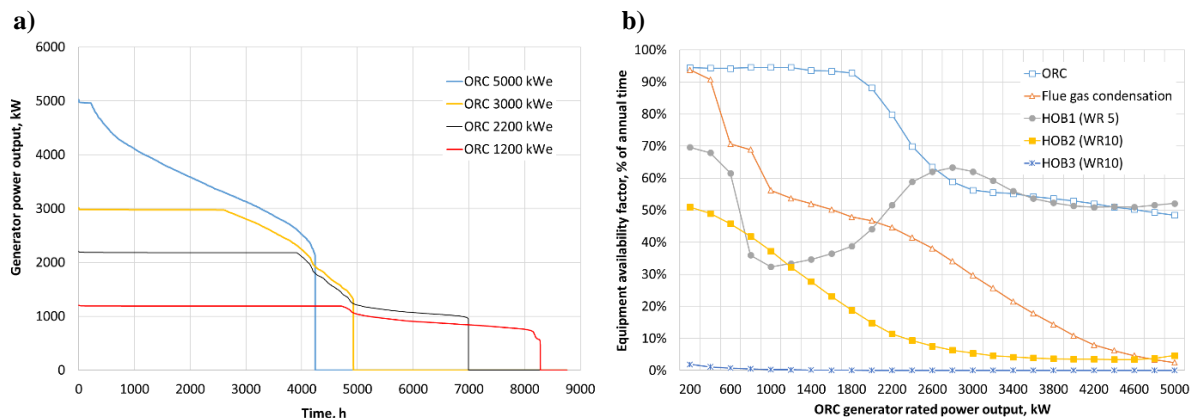 a)
6000
5000
4000
3000
2000
1000
0
Generator power output, kW
ORC 5000 kWe
ORC 3000 kWe
ORC 2200 kWe
ORC 1200 kWe
0 1000 2000 3000 4000 5000 6000 7000 8000 9000
Time, h
b)
100%
90%
80%
70%
60%
50%
40%
30%
20%
10%
0%
Equipment availability factor, % of annual time
ORC
Flue gas condensation
HOB1 (WR 5)
HOB2 (WR10)
HOB3 (WR10)
200 600 1000 1400 1800 2200 2600 3000 3400 3800 4200 4600 5000
ORC generator rated power output, kW